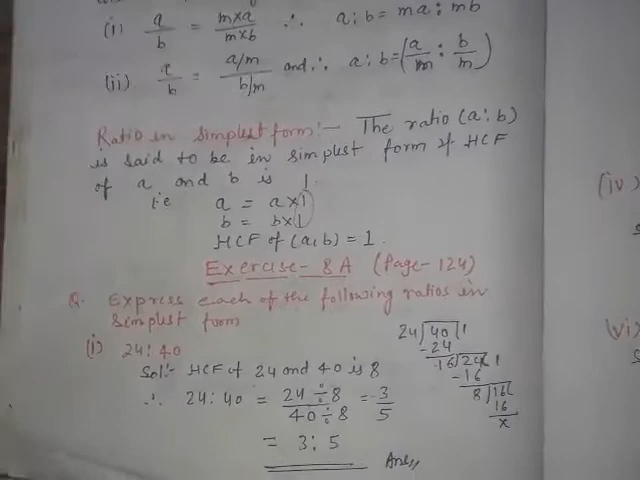 (i) a/b = m×a/m×b ∴ a:b = ma:mb
(ii) a/b = a/m / b/m and ∴ a:b = (a/m : b/m)
Ratio in simplest form:- The ratio (a:b)
is said to be in simplest form if HCF
of a and b is 1.
i.e a = a×1
b = b×1
HCF of (a,b) = 1.
Exercise-8A (Page-124)
Q. Express each of the following ratios in
simplest form
(i) 24:40
Sol:- HCF of 24 and 40 is 8
∴ 24:40 = 24÷8/40÷8 = 3/5
= 3:5
Ans,,
24 40 1
-24
16 24 1
-16
8 16
16
x
(iv)
(vi)